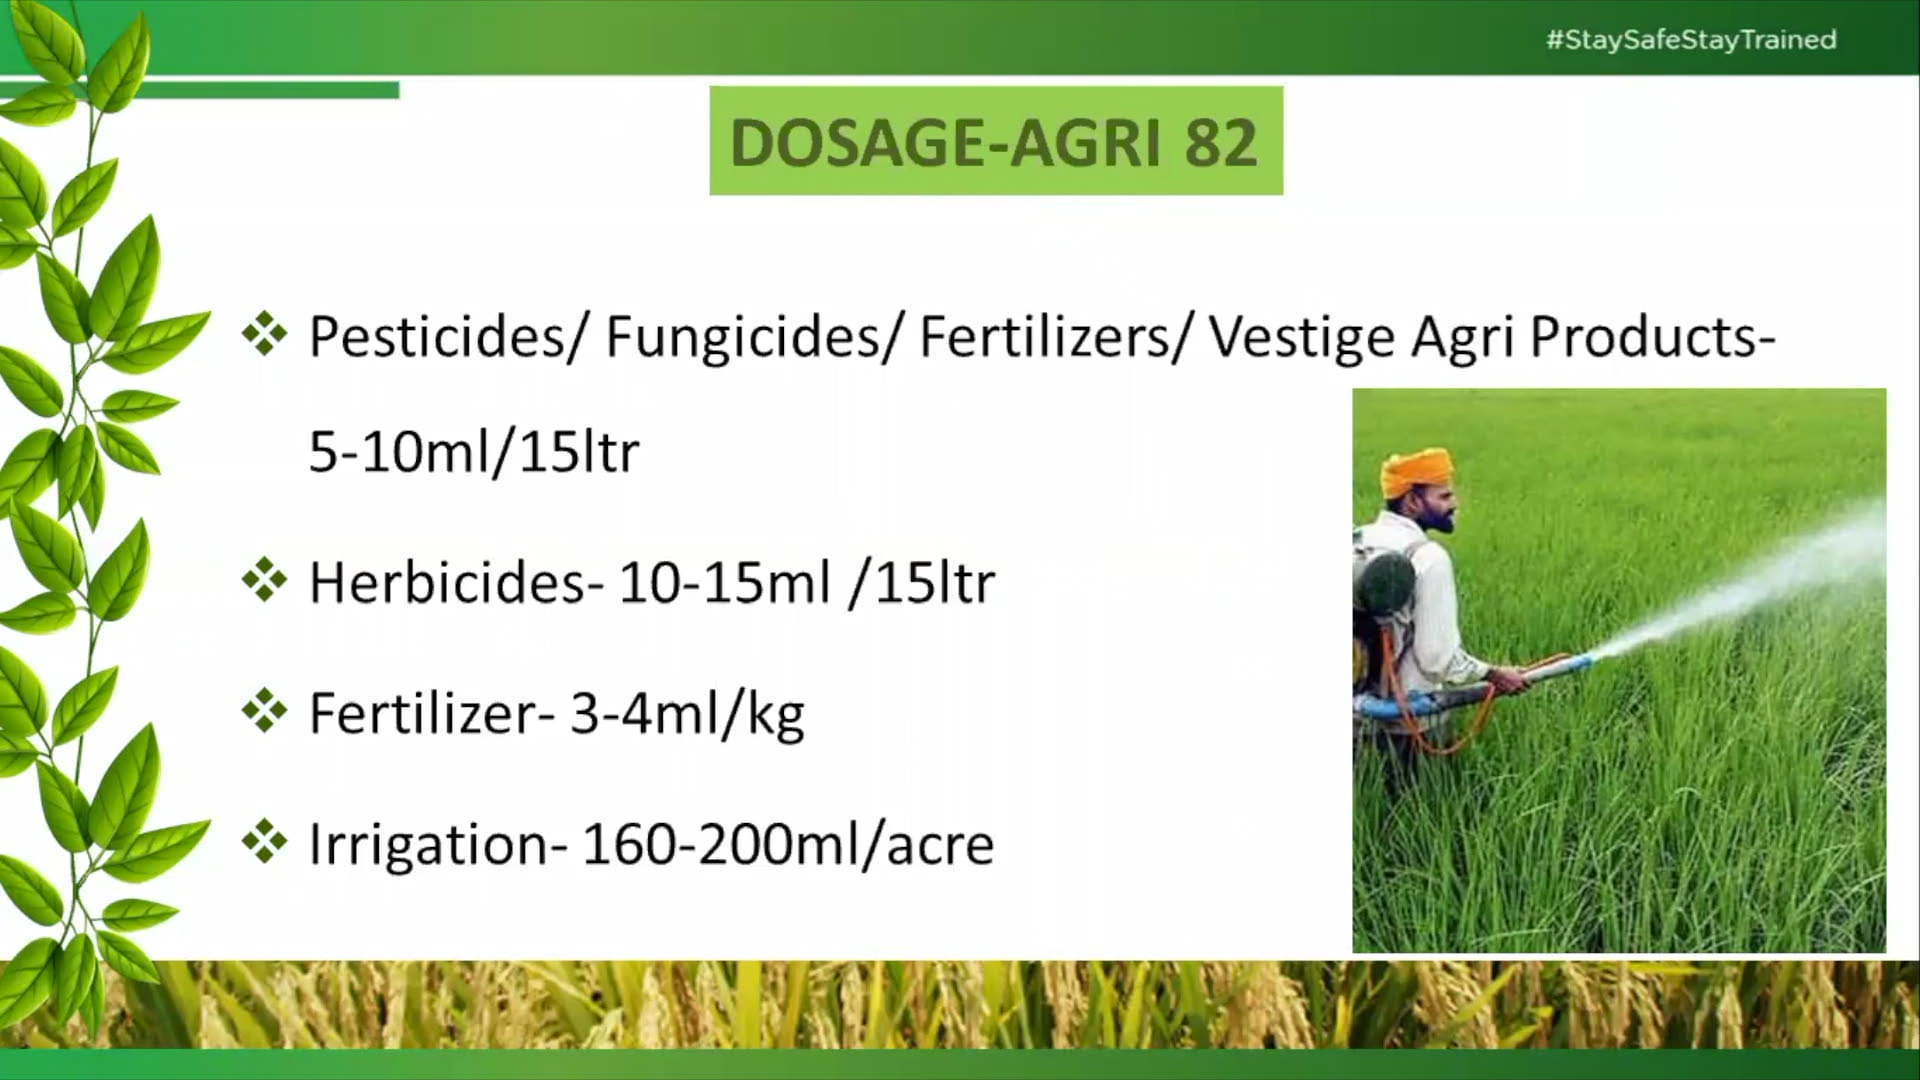 #StaySafeStayTrained
DOSAGE-AGRI 82
❖ Pesticides/ Fungicides/ Fertilizers/ Vestige Agri Products-
5-10ml/15ltr
❖ Herbicides- 10-15ml /15ltr
❖ Fertilizer- 3-4ml/kg
❖ Irrigation- 160-200ml/acre